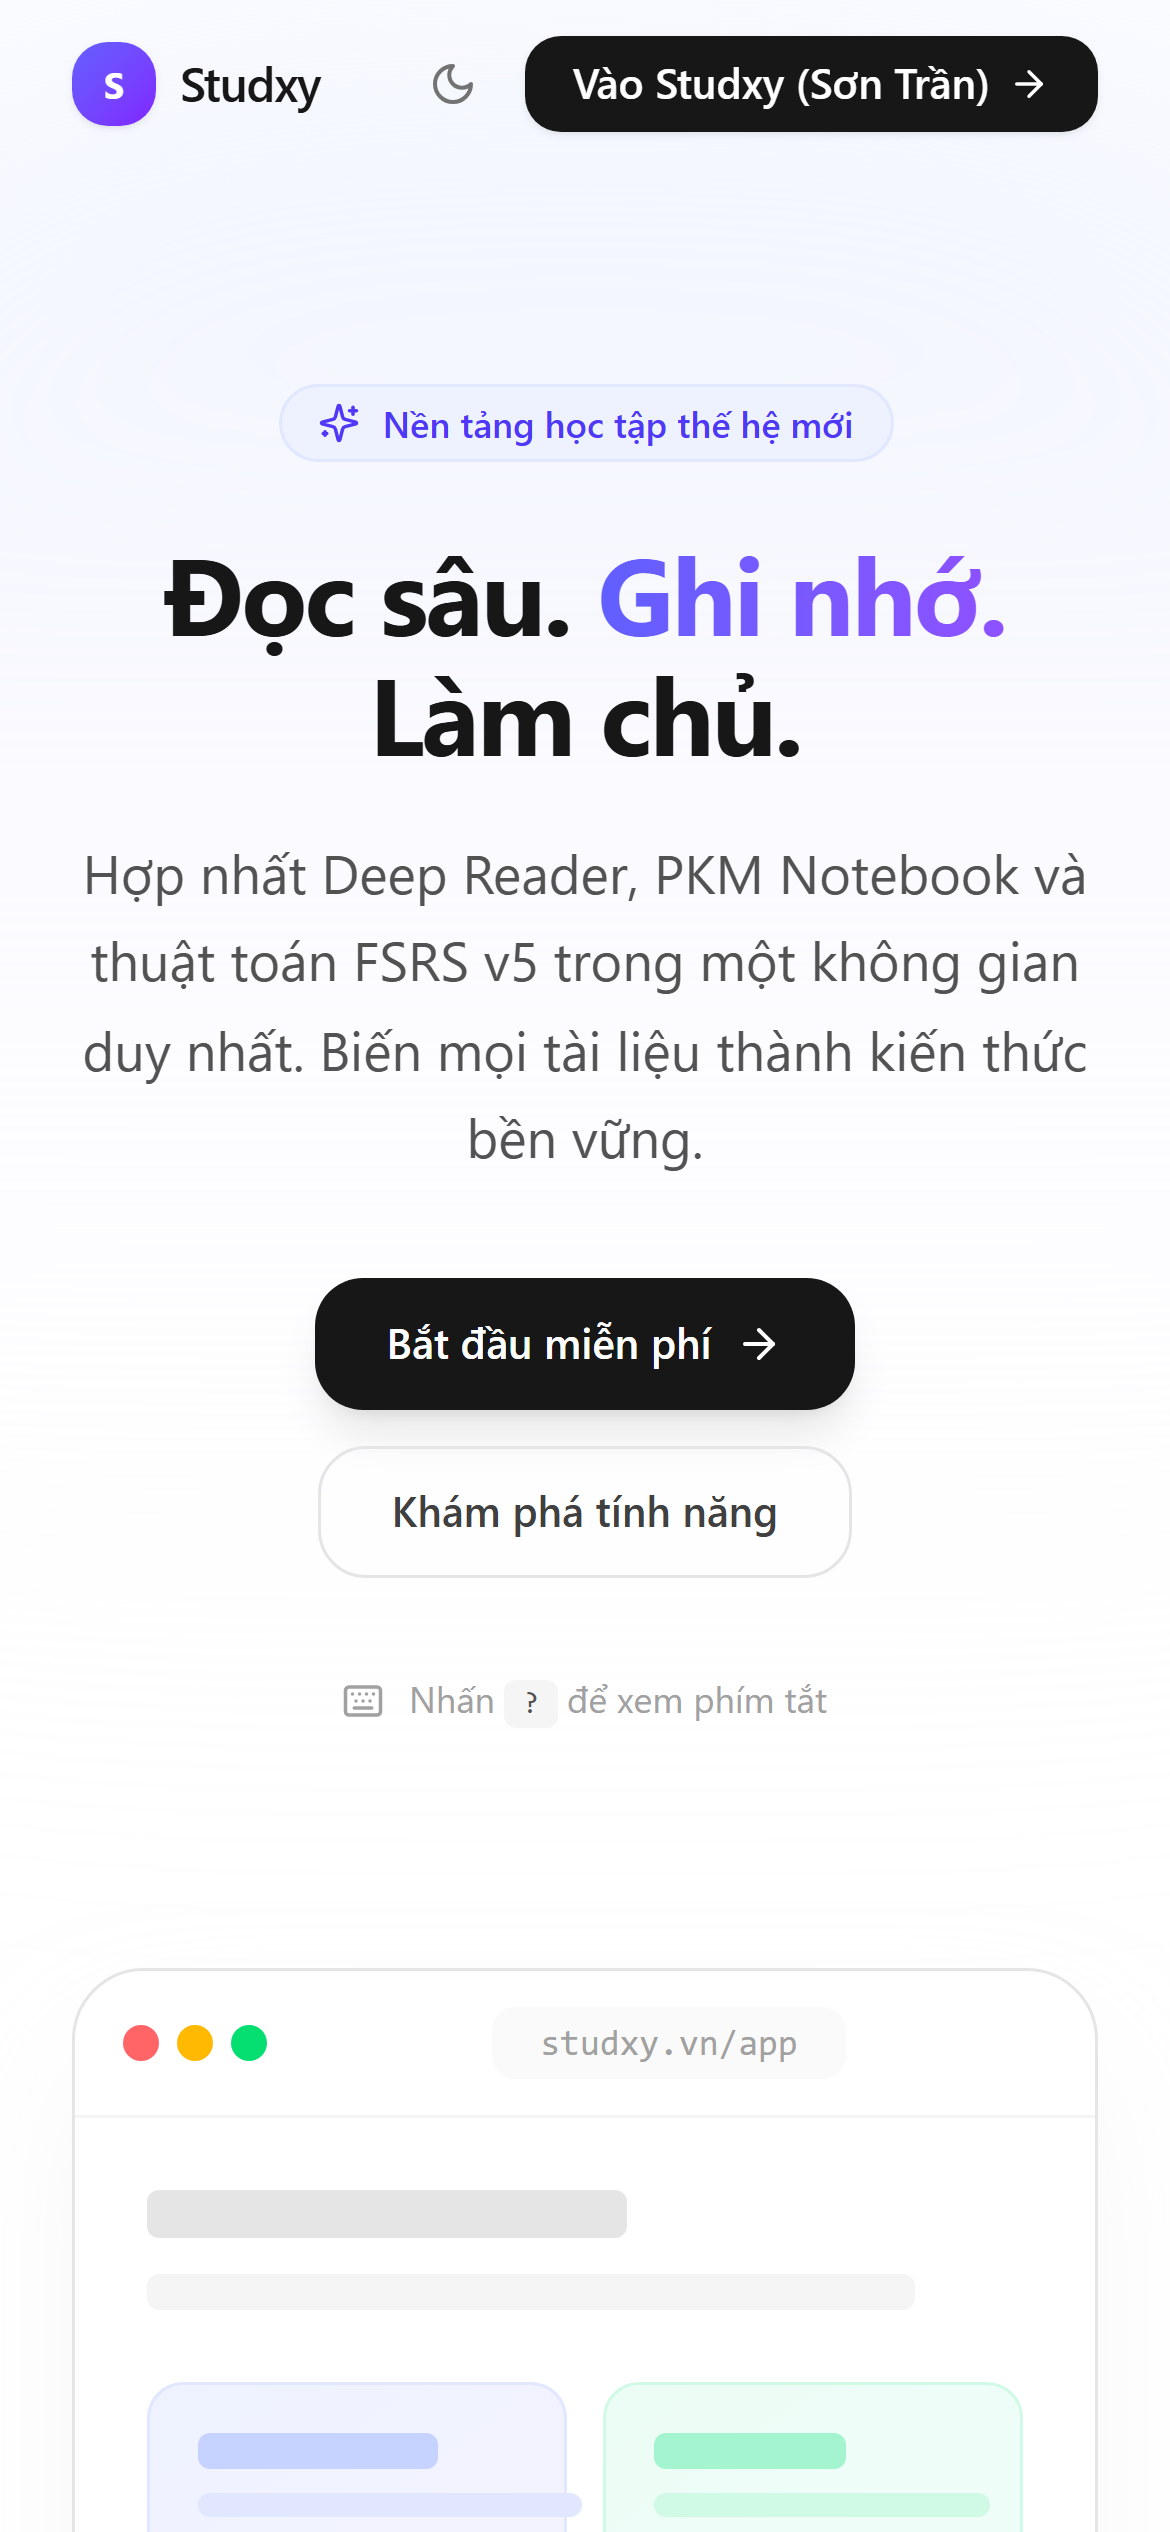 S Studxy Vào Studxy (Sơn Trần) →
Nền tảng học tập thế hệ mới
Đọc sâu. Ghi nhớ.
Làm chủ.
Hợp nhất Deep Reader, PKM Notebook và
thuật toán FSRS v5 trong một không gian
duy nhất. Biến mọi tài liệu thành kiến thức
bền vững.
Bắt đầu miễn phí →
Khám phá tính năng
Nhấn ? để xem phím tắt
studxy.vn/app